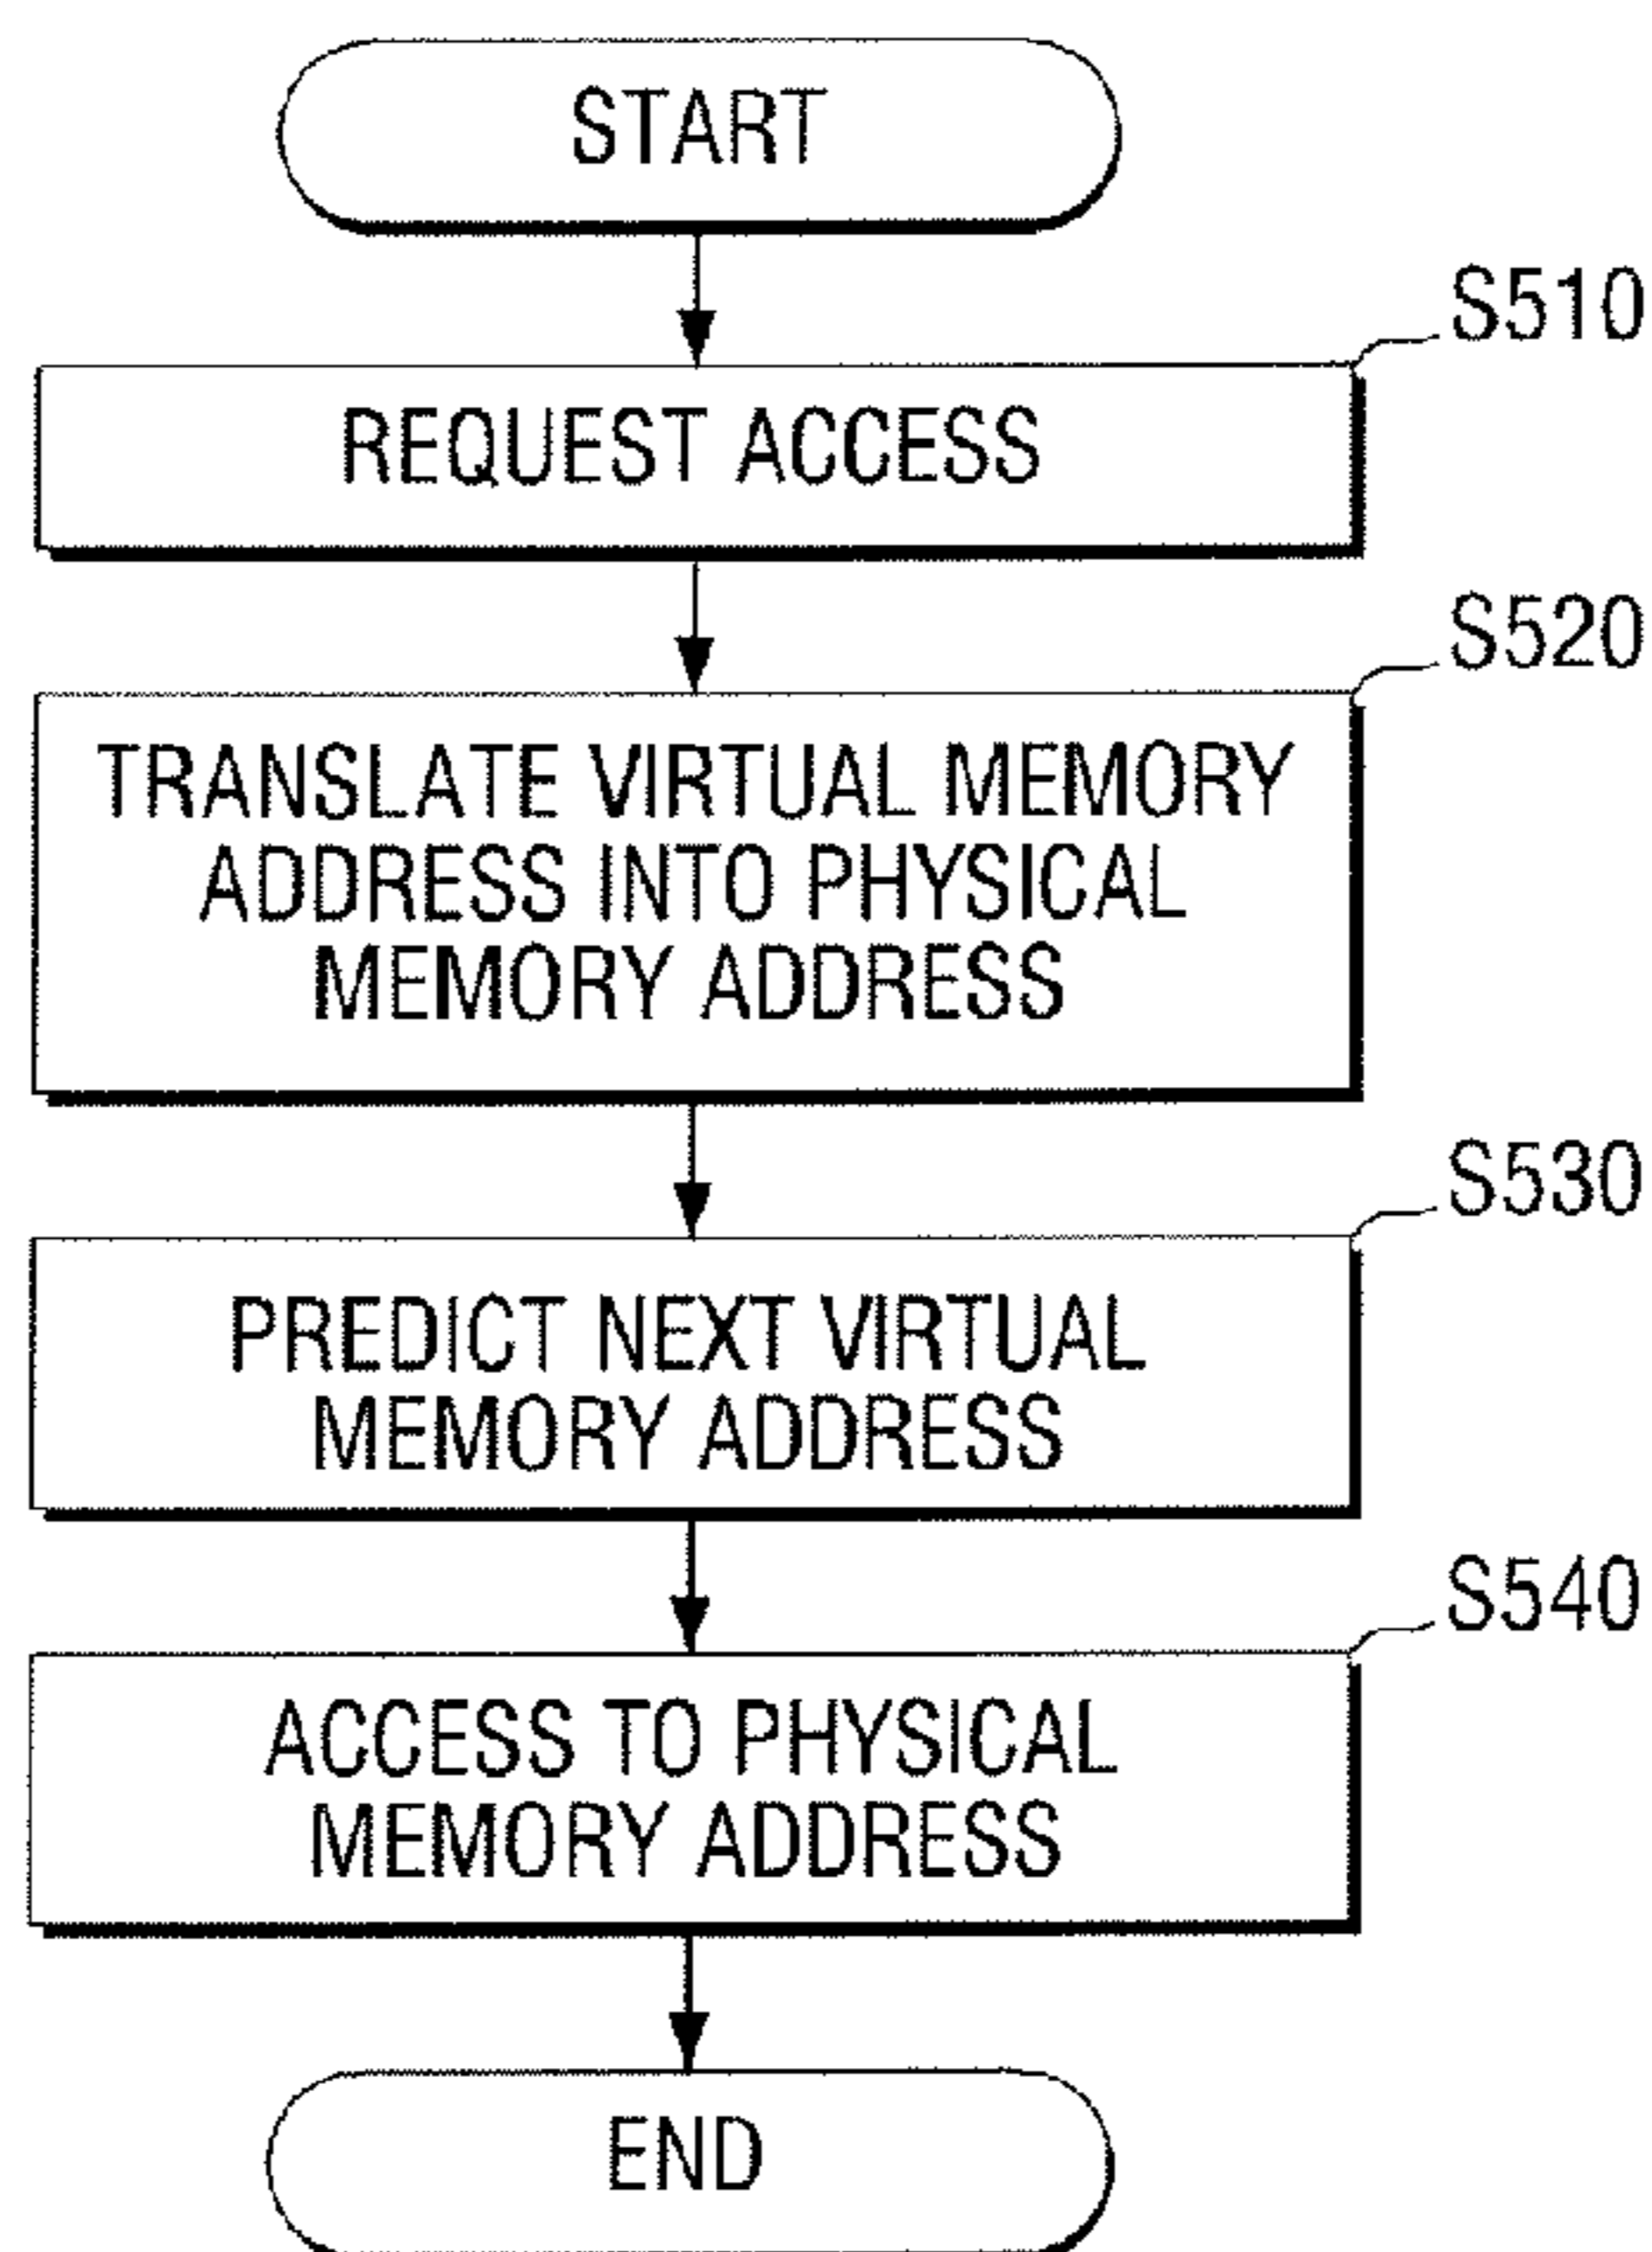 START
S510
REQUEST ACCESS
S520
TRANSLATE VIRTUAL MEMORY
ADDRESS INTO PHYSICAL
MEMORY ADDRESS
S530
PREDICT NEXT VIRTUAL
MEMORY ADDRESS
S540
ACCESS TO PHYSICAL
MEMORY ADDRESS
END